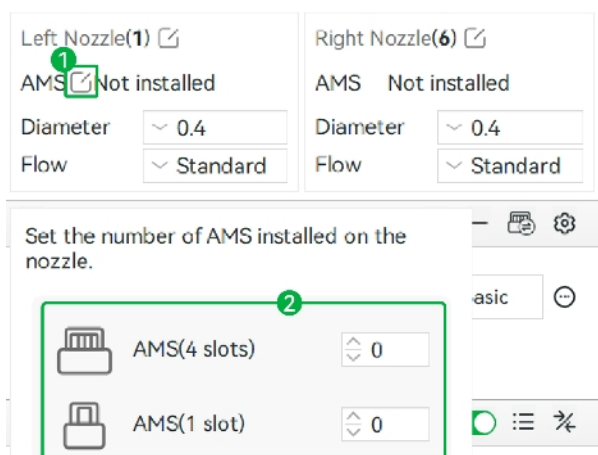 Left Nozzle(1)
Right Nozzle(6)
1
AMS Not installed
AMS Not installed
Diameter 0.4
Diameter 0.4
Flow Standard
Flow Standard
Set the number of AMS installed on the
nozzle.
asic
2
AMS(4 slots) 0
AMS(1 slot) 0